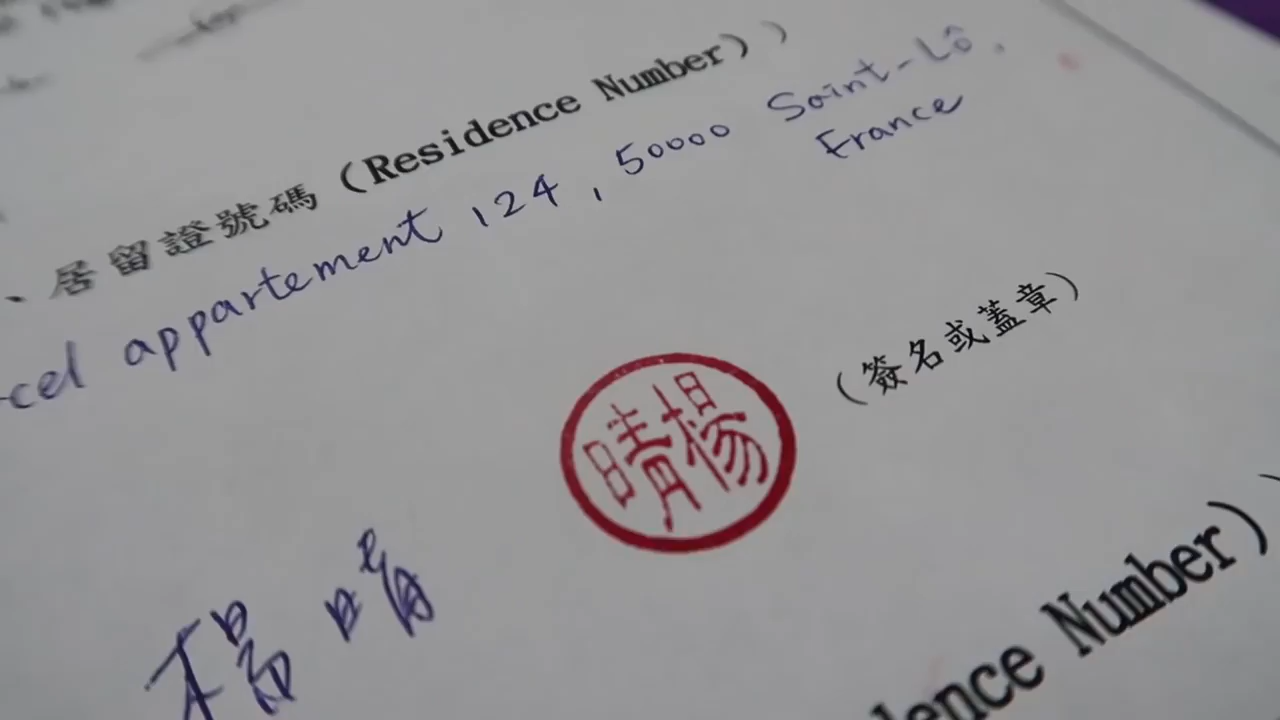 、居留證號碼(Residence Number))
cel appartement 124, 50000 Saint-Lô,
France
(簽名或蓋章)
楊晴
楊晴
dence Number)